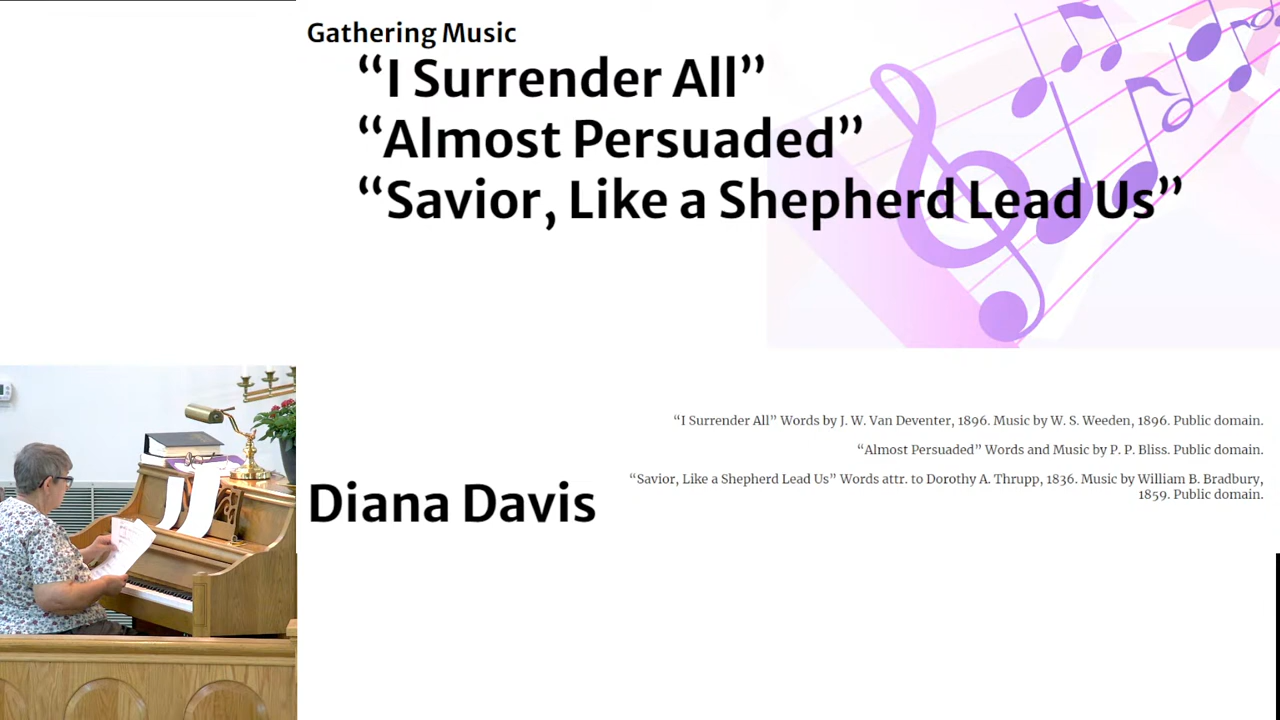 Gathering Music
“I Surrender All”
“Almost Persuaded”
“Savior, Like a Shepherd Lead Us”
“I Surrender All” Words by J. W. Van Deventer, 1896. Music by W. S. Weeden, 1896. Public domain.
“Almost Persuaded” Words and Music by P. P. Bliss. Public domain.
“Savior, Like a Shepherd Lead Us” Words attr. to Dorothy A. Thrupp, 1836. Music by William B. Bradbury,
1859. Public domain.
Diana Davis